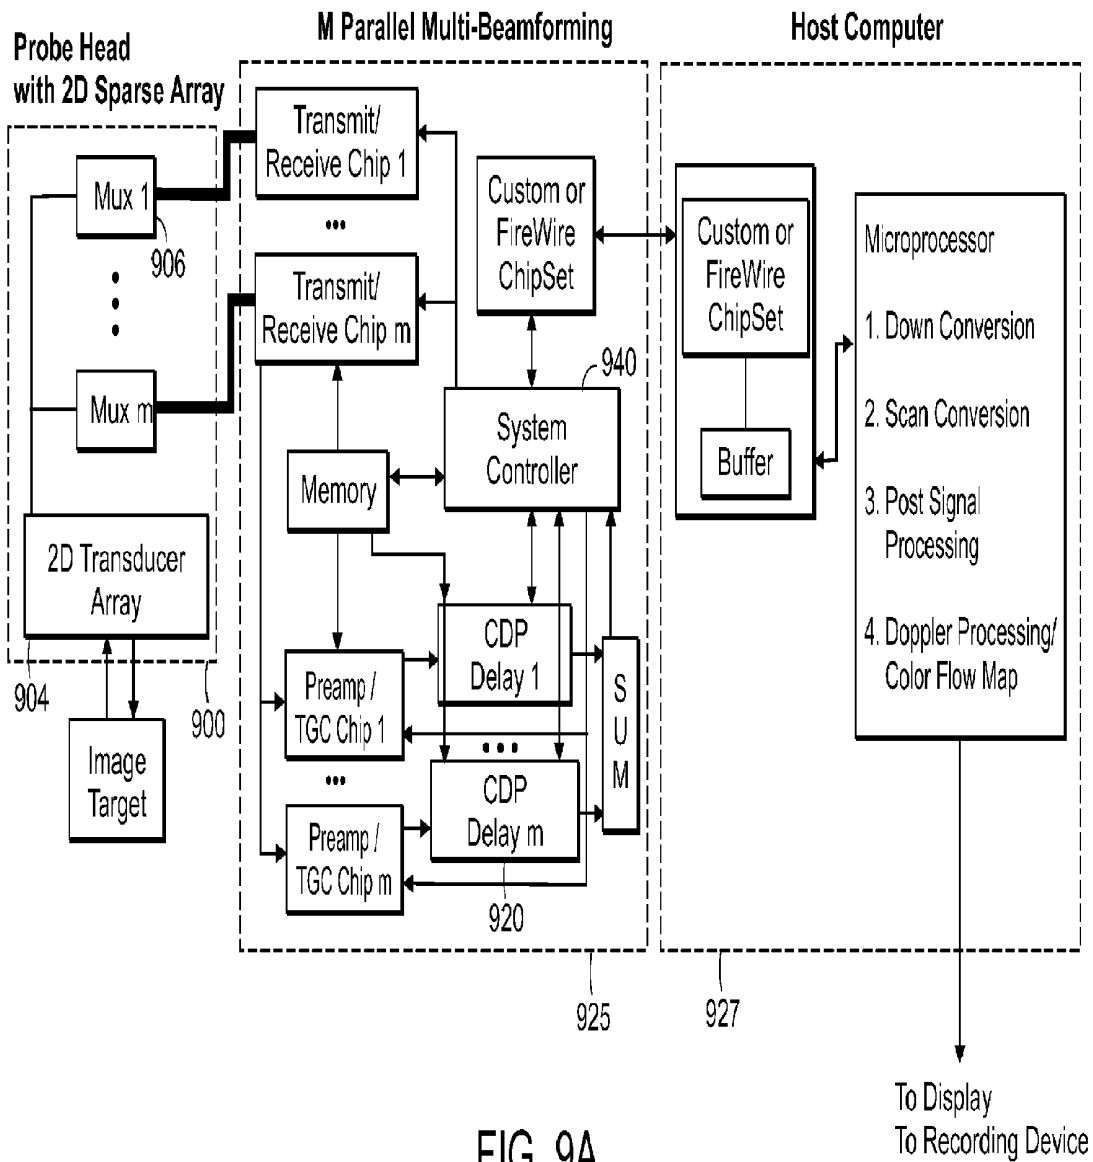 M Parallel Multi-Beamforming
Host Computer
Probe Head
with 2D Sparse Array
Mux 1
906
Mux m
2D Transducer
Array
904
900
Image
Target
Transmit/
Receive Chip 1
...
Transmit/
Receive Chip m
Custom or
FireWire
ChipSet
940
System
Controller
Memory
CDP
Delay 1
Preamp /
TGC Chip 1
...
...
CDP
Delay m
Preamp /
TGC Chip m
920
S
U
M
925
Custom or
FireWire
ChipSet
Buffer
Microprocessor
1. Down Conversion
2. Scan Conversion
3. Post Signal
Processing
4. Doppler Processing/
Color Flow Map
927
To Display
To Recording Device
FIG. 9A